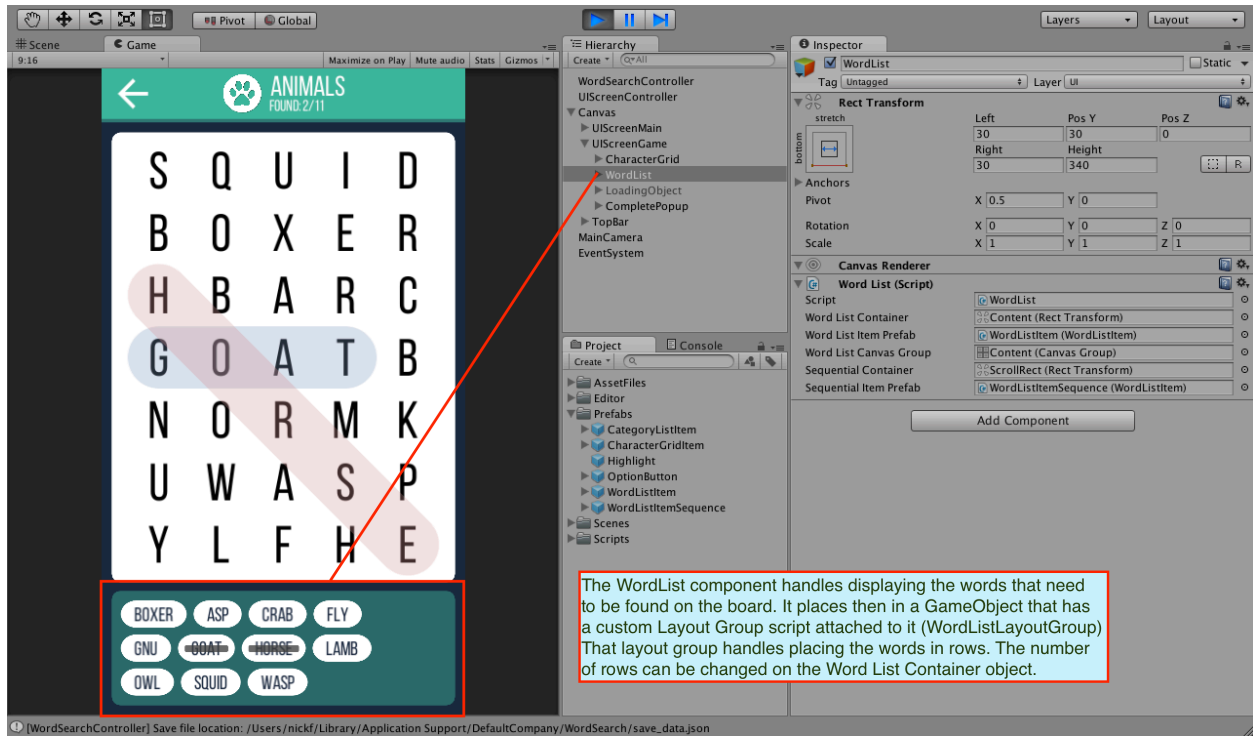 Pivot Global Layers Layout
Scene Game
9:16 Maximize on Play Mute audio Stats Gizmos
ANIMALS
FOUND: 2/11
S Q U I D
B O X E R
H B A R C
G O A T B
N O R M K
U W A S P
Y L F H E
BOXER ASP CRAB FLY
GNU GOAT HORSE LAMB
OWL SQUID WASP
Hierarchy
Create All
WordSearchController
UIScreenController
Canvas
UIScreenMain
UIScreenGame
CharacterGrid
WordList
LoadingObject
CompletePopup
TopBar
MainCamera
EventSystem
Project Console
Create
AssetFiles
Editor
Prefabs
CategoryListItem
CharacterGridItem
Highlight
OptionButton
WordListItem
WordListItemSequence
Scenes
Scripts
Inspector
WordList Static
Tag Untagged Layer UI
Rect Transform
stretch Left Pos Y Pos Z
bottom 30 30 0
Right Height
30 340 R
Anchors
Pivot X 0.5 Y 0
Rotation X 0 Y 0 Z 0
Scale X 1 Y 1 Z 1
Canvas Renderer
Word List (Script)
Script WordList
Word List Container Content (Rect Transform)
Word List Item Prefab WordListItem (WordListItem)
Word List Canvas Group Content (Canvas Group)
Sequential Container ScrollRect (Rect Transform)
Sequential Item Prefab WordListItemSequence (WordListItem)
Add Component
The WordList component handles displaying the words that need
to be found on the board. It places then in a GameObject that has
a custom Layout Group script attached to it (WordListLayoutGroup)
That layout group handles placing the words in rows. The number
of rows can be changed on the Word List Container object.
[WordSearchController] Save file location: /Users/nickf/Library/Application Support/DefaultCompany/WordSearch/save_data.json